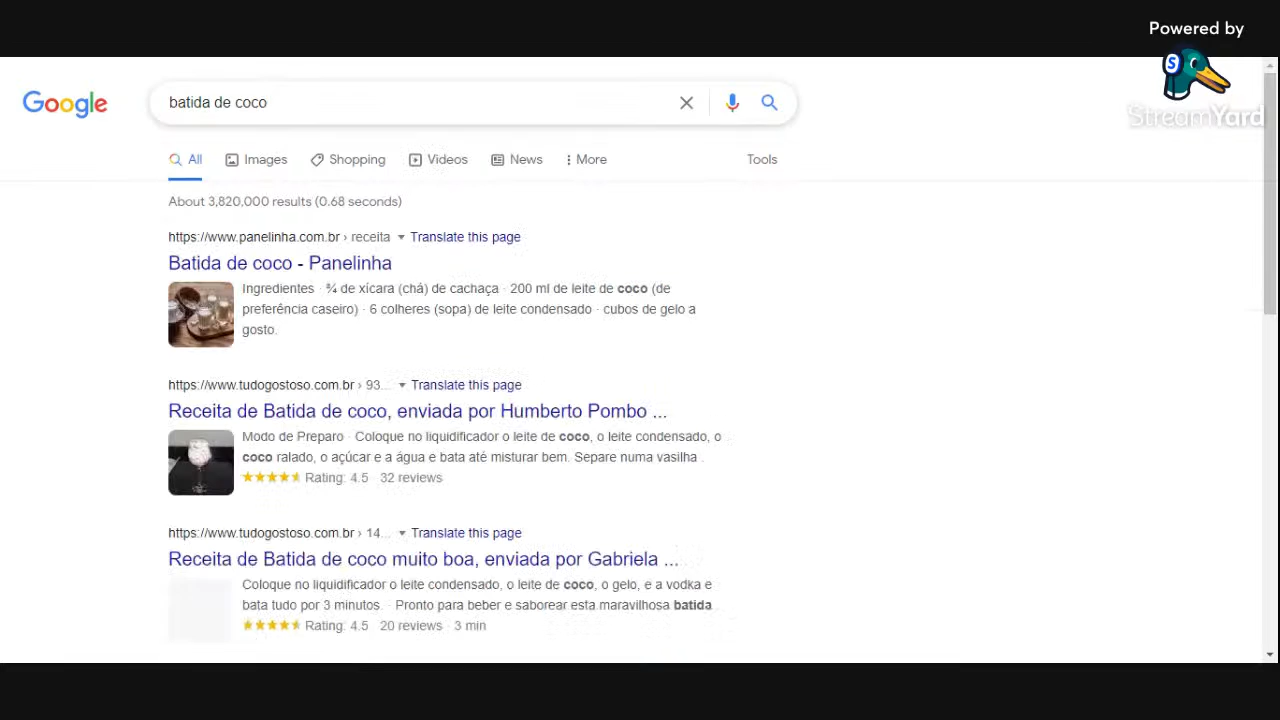 Powered by
StreamYard
Google
batida de coco
All Images Shopping Videos News More Tools
About 3,820,000 results (0.68 seconds)
https://www.panelinha.com.br › receita Translate this page
Batida de coco - Panelinha
Ingredientes · ¾ de xícara (chá) de cachaça · 200 ml de leite de coco (de
preferência caseiro) · 6 colheres (sopa) de leite condensado · cubos de gelo a
gosto.
https://www.tudogostoso.com.br › 93... Translate this page
Receita de Batida de coco, enviada por Humberto Pombo ...
Modo de Preparo · Coloque no liquidificador o leite de coco, o leite condensado, o
coco ralado, o açúcar e a água e bata até misturar bem. Separe numa vasilha .
Rating: 4.5 · 32 reviews
https://www.tudogostoso.com.br › 14... Translate this page
Receita de Batida de coco muito boa, enviada por Gabriela ...
Coloque no liquidificador o leite condensado, o leite de coco, o gelo, e a vodka e
bata tudo por 3 minutos. · Pronto para beber e saborear esta maravilhosa batida
Rating: 4.5 · 20 reviews · 3 min